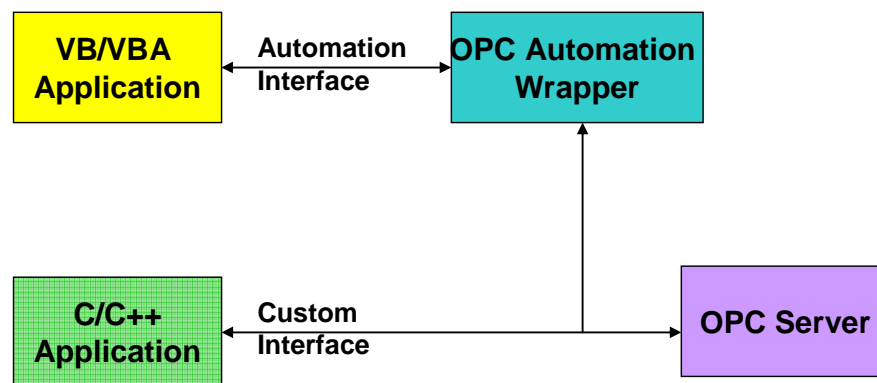 VB/VBA
Application
Automation
Interface
OPC Automation
Wrapper
C/C++
Application
Custom
Interface
OPC Server